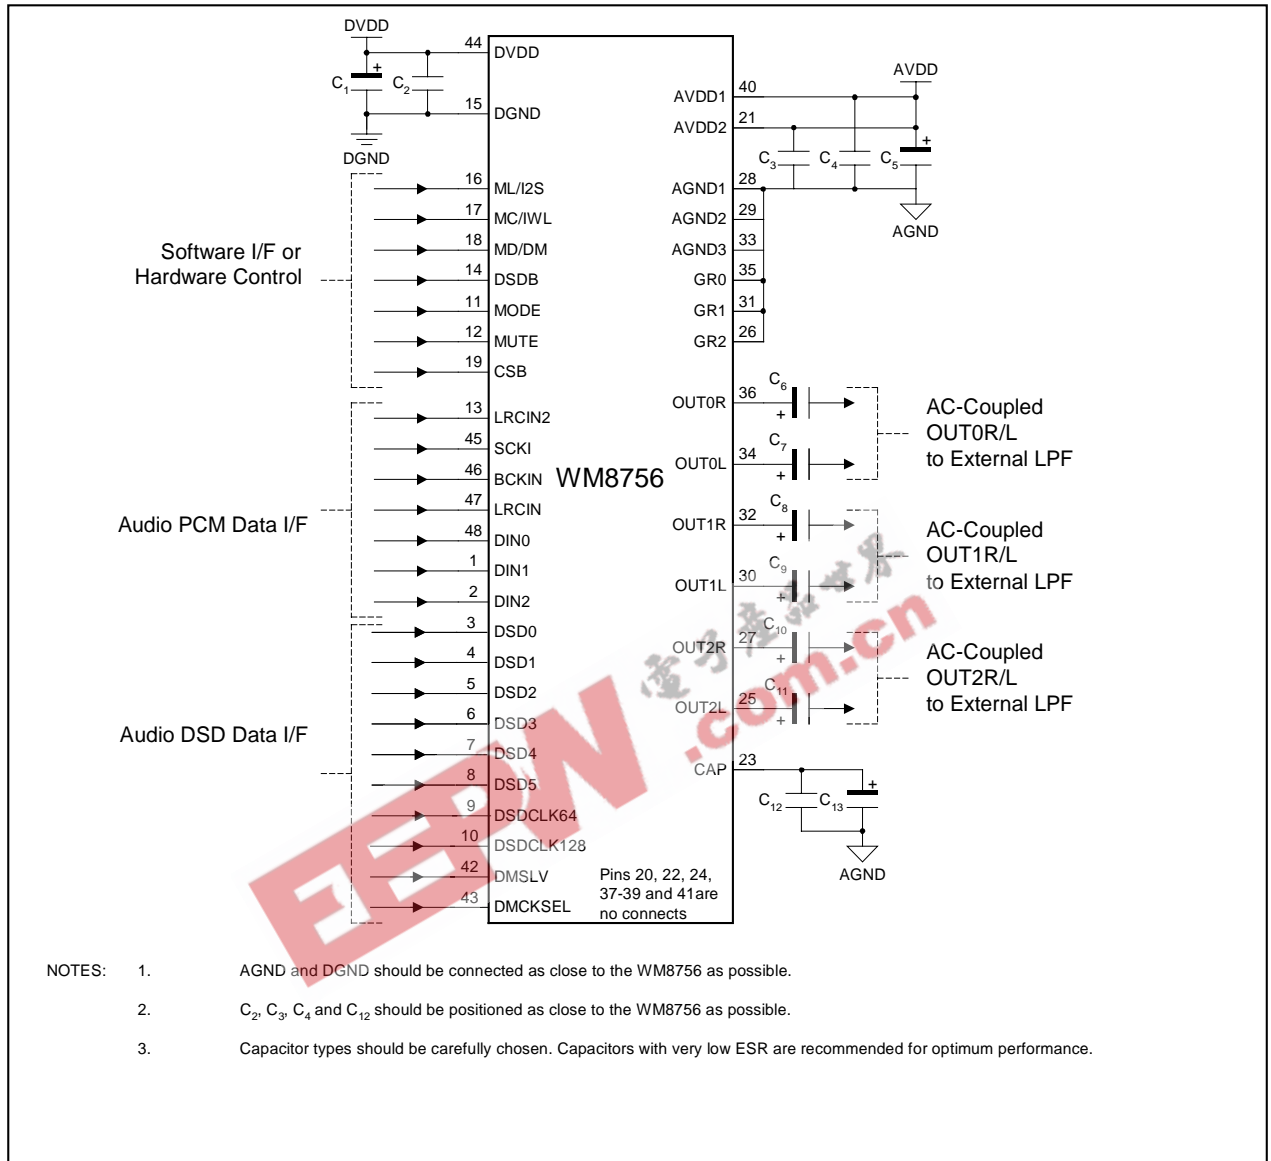 DVDD
44 DVDD
C1 + C2
15 DGND
DGND
AVDD
40 AVDD1
21 AVDD2
C3 C4 C5 +
28 AGND1
29 AGND2
AGND
33 AGND3
35 GR0
31 GR1
26 GR2
Software I/F or
Hardware Control
16 ML/I2S
17 MC/IWL
18 MD/DM
14 DSDB
11 MODE
12 MUTE
19 CSB
Audio PCM Data I/F
13 LRCIN2
45 SCKI
46 BCKIN
47 LRCIN
48 DIN0
1 DIN1
2 DIN2
Audio DSD Data I/F
3 DSD0
4 DSD1
5 DSD2
6 DSD3
7 DSD4
8 DSD5
9 DSDCLK64
10 DSDCLK128
42 DMSLV
43 DMCKSEL
WM8756
OUT0R 36 C6 +
OUT0L 34 C7 +
AC-Coupled
OUT0R/L
to External LPF
OUT1R 32 C8 +
OUT1L 30 C9 +
AC-Coupled
OUT1R/L
to External LPF
OUT2R 27 C10 +
OUT2L 25 C11 +
AC-Coupled
OUT2R/L
to External LPF
CAP 23
C12 C13 +
AGND
Pins 20, 22, 24,
37-39 and 41are
no connects
EEPW
電子產品世界
.com.cn
NOTES: 1. AGND and DGND should be connected as close to the WM8756 as possible.
2. C2, C3, C4 and C12 should be positioned as close to the WM8756 as possible.
3. Capacitor types should be carefully chosen. Capacitors with very low ESR are recommended for optimum performance.